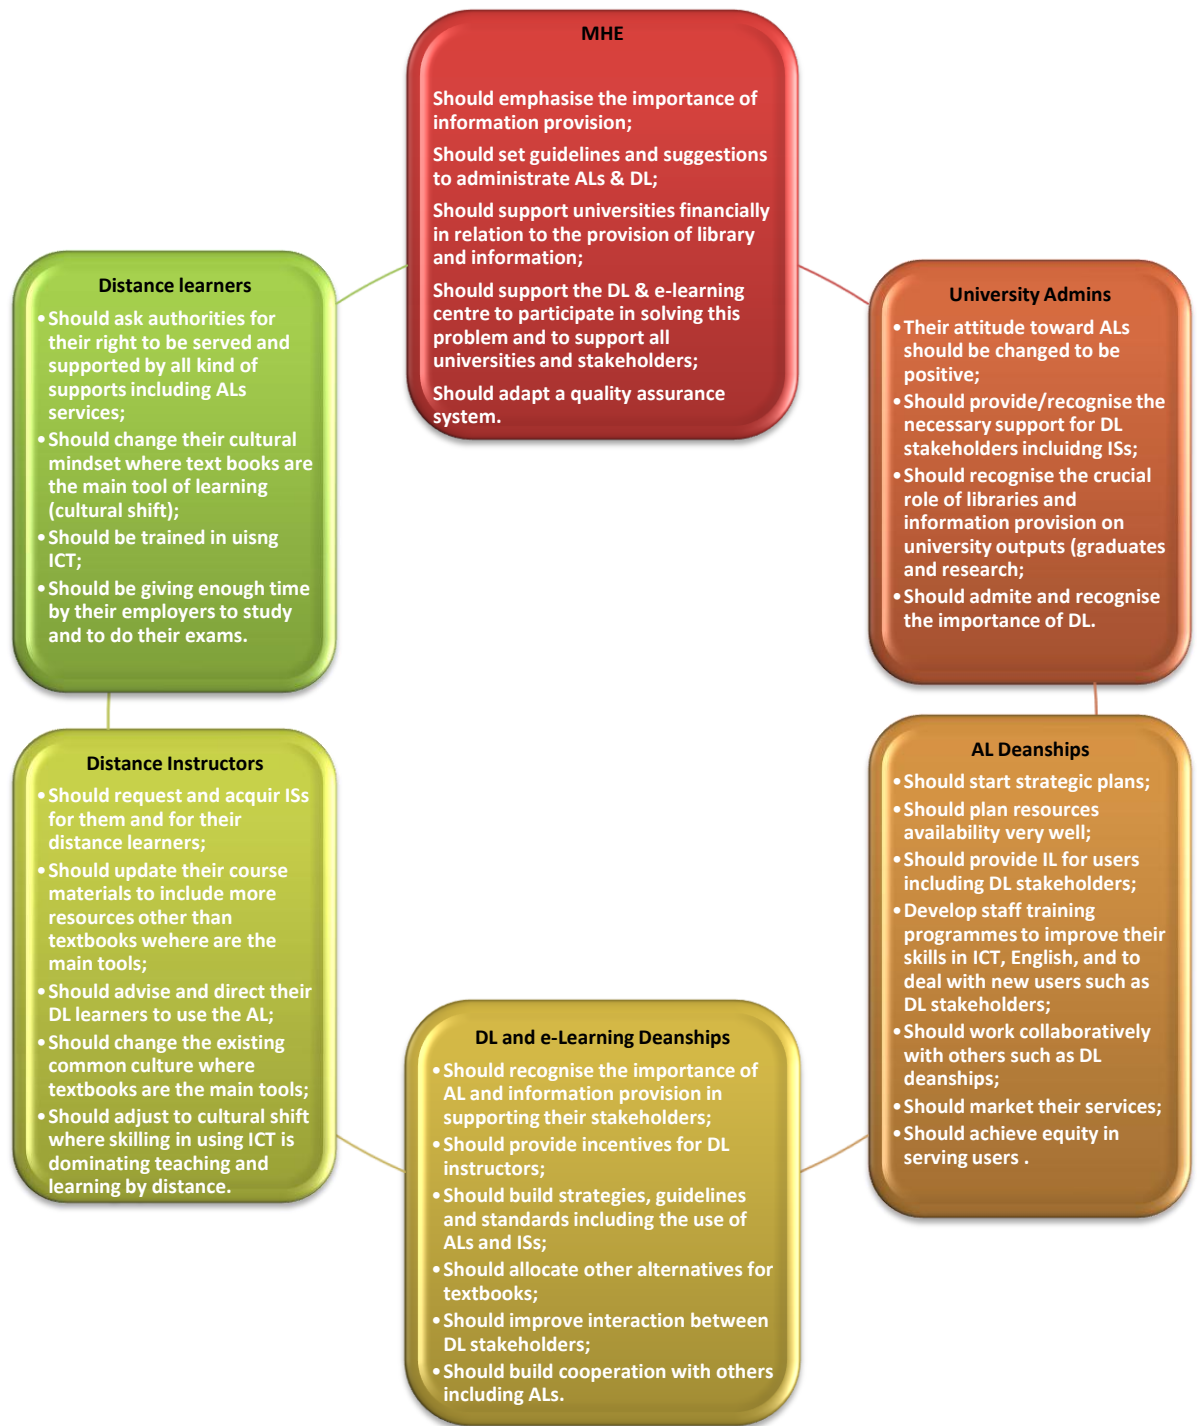 MHE
Should emphasise the importance of
information provision;
Should set guidelines and suggestions
to administrate ALs & DL;
Should support universities financially
in relation to the provision of library
and information;
Should support the DL & e-learning
centre to participate in solving this
problem and to support all
universities and stakeholders;
Should adapt a quality assurance
system.
University Admins
•Their attitude toward ALs
should be changed to be
positive;
•Should provide/recognise the
necessary support for DL
stakeholders incluidng ISs;
•Should recognise the crucial
role of libraries and
information provision on
university outputs (graduates
and research;
•Should admite and recognise
the importance of DL.
AL Deanships
•Should start strategic plans;
•Should plan resources
availability very well;
•Should provide IL for users
including DL stakeholders;
•Develop staff training
programmes to improve their
skills in ICT, English, and to
deal with new users such as
DL stakeholders;
•Should work collaboratively
with others such as DL
deanships;
•Should market their services;
•Should achieve equity in
serving users .
DL and e-Learning Deanships
•Should recognise the importance of
AL and information provision in
supporting their stakeholders;
•Should provide incentives for DL
instructors;
•Should build strategies, guidelines
and standards including the use of
ALs and ISs;
•Should allocate other alternatives for
textbooks;
•Should improve interaction between
DL stakeholders;
•Should build cooperation with others
including ALs.
Distance Instructors
•Should request and acquir ISs
for them and for their
distance learners;
•Should update their course
materials to include more
resources other than
textbooks wehere are the
main tools;
•Should advise and direct their
DL learners to use the AL;
•Should change the existing
common culture where
textbooks are the main tools;
•Should adjust to cultural shift
where skilling in using ICT is
dominating teaching and
learning by distance.
Distance learners
•Should ask authorities for
their right to be served and
supported by all kind of
supports including ALs
services;
•Should change their cultural
mindset where text books are
the main tool of learning
(cultural shift);
•Should be trained in uisng
ICT;
•Should be giving enough time
by their employers to study
and to do their exams.